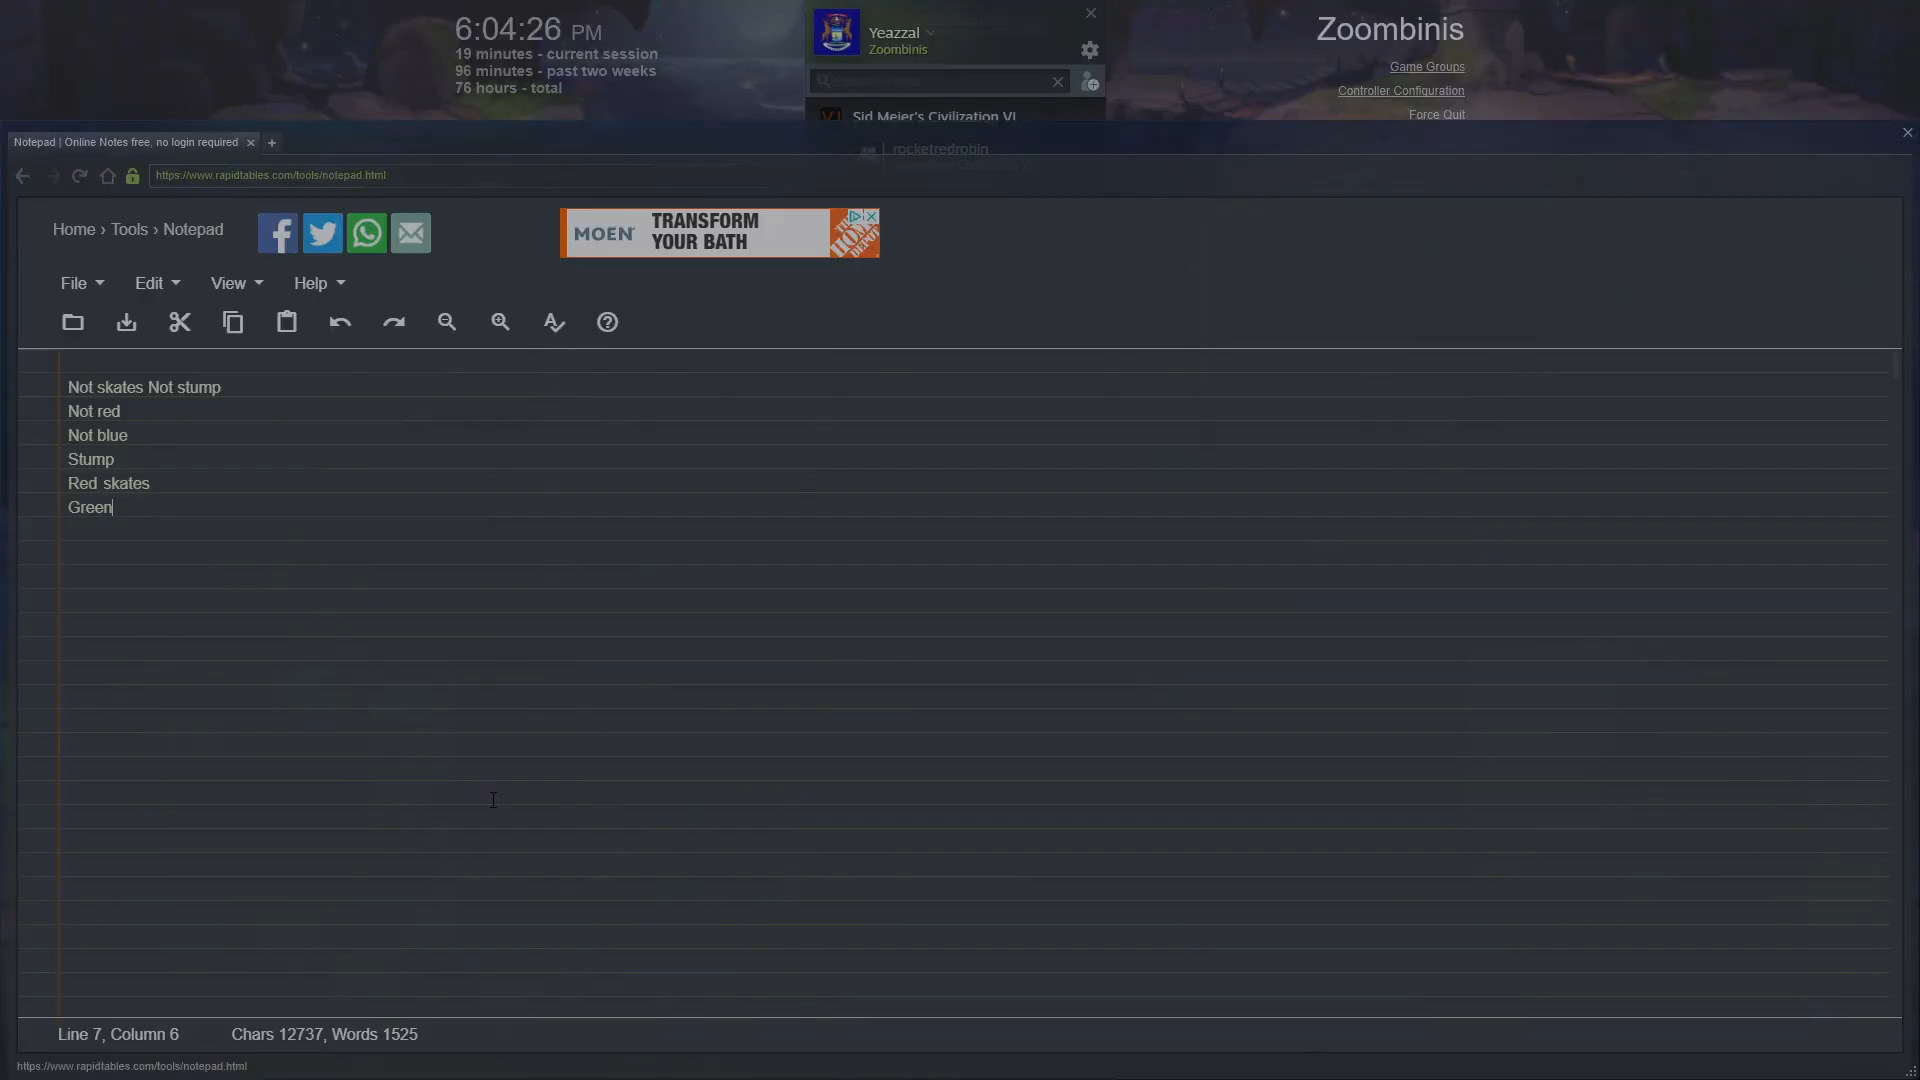 6:04:26 PM
19 minutes - current session
96 minutes - past two weeks
76 hours - total
Yeazzal
Zoombinis
Sid Meier's Civilization VI
rocketredrobin
Zoombinis
Game Groups
Controller Configuration
Force Quit
Notepad | Online Notes free, no login required
https://www.rapidtables.com/tools/notepad.html
Home › Tools › Notepad
MOEN
TRANSFORM
YOUR BATH
THE HOME DEPOT
File Edit View Help
Not skates Not stump
Not red
Not blue
Stump
Red skates
Green
Line 7, Column 6 Chars 12737, Words 1525
https://www.rapidtables.com/tools/notepad.html